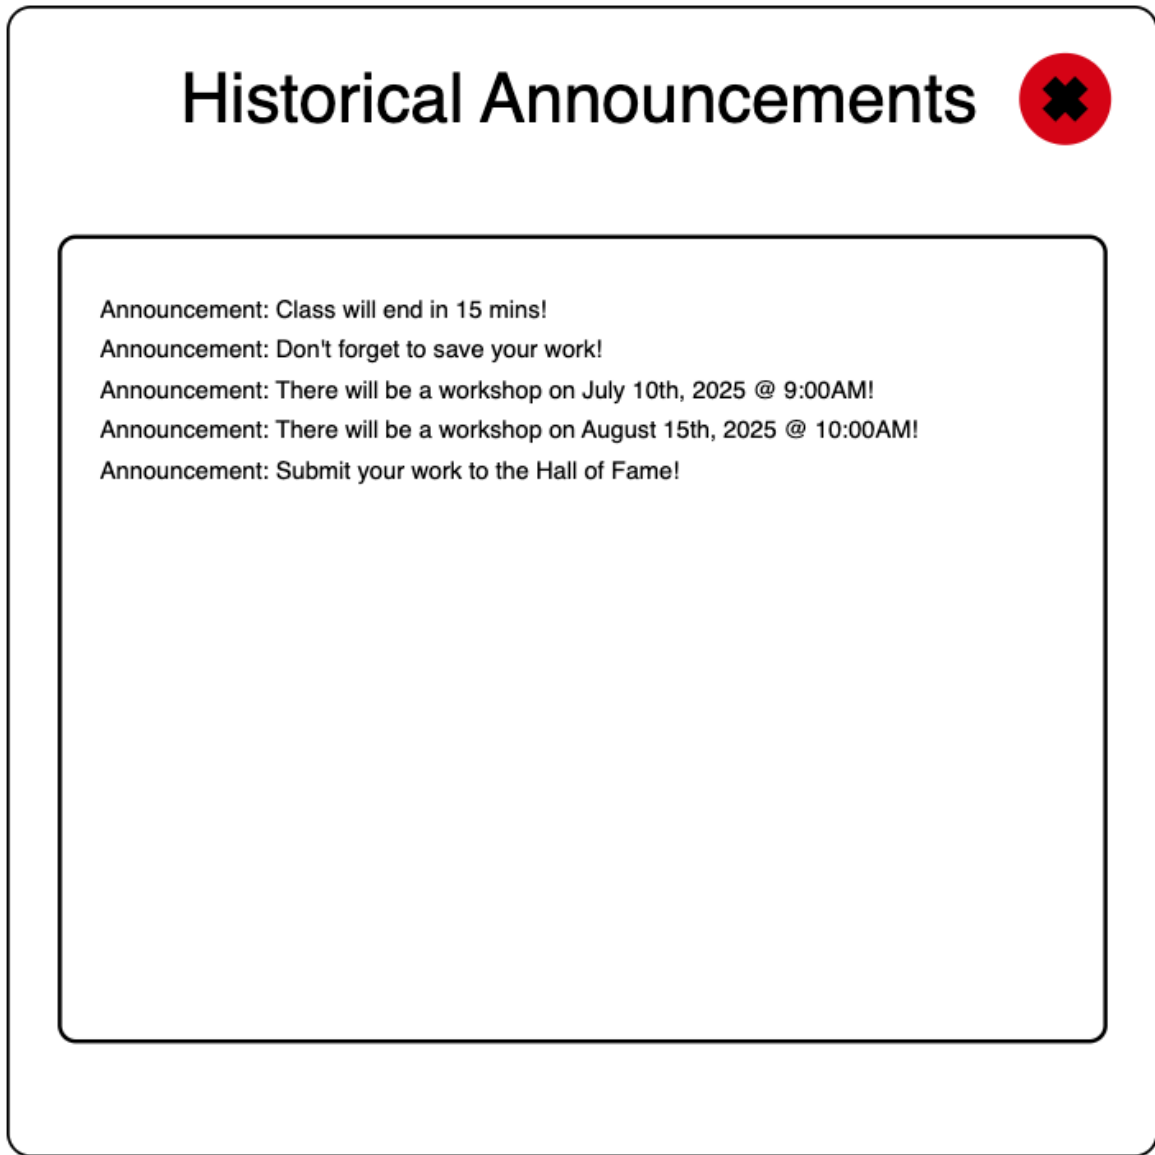 Historical Announcements
Announcement: Class will end in 15 mins!
Announcement: Don't forget to save your work!
Announcement: There will be a workshop on July 10th, 2025 @ 9:00AM!
Announcement: There will be a workshop on August 15th, 2025 @ 10:00AM!
Announcement: Submit your work to the Hall of Fame!